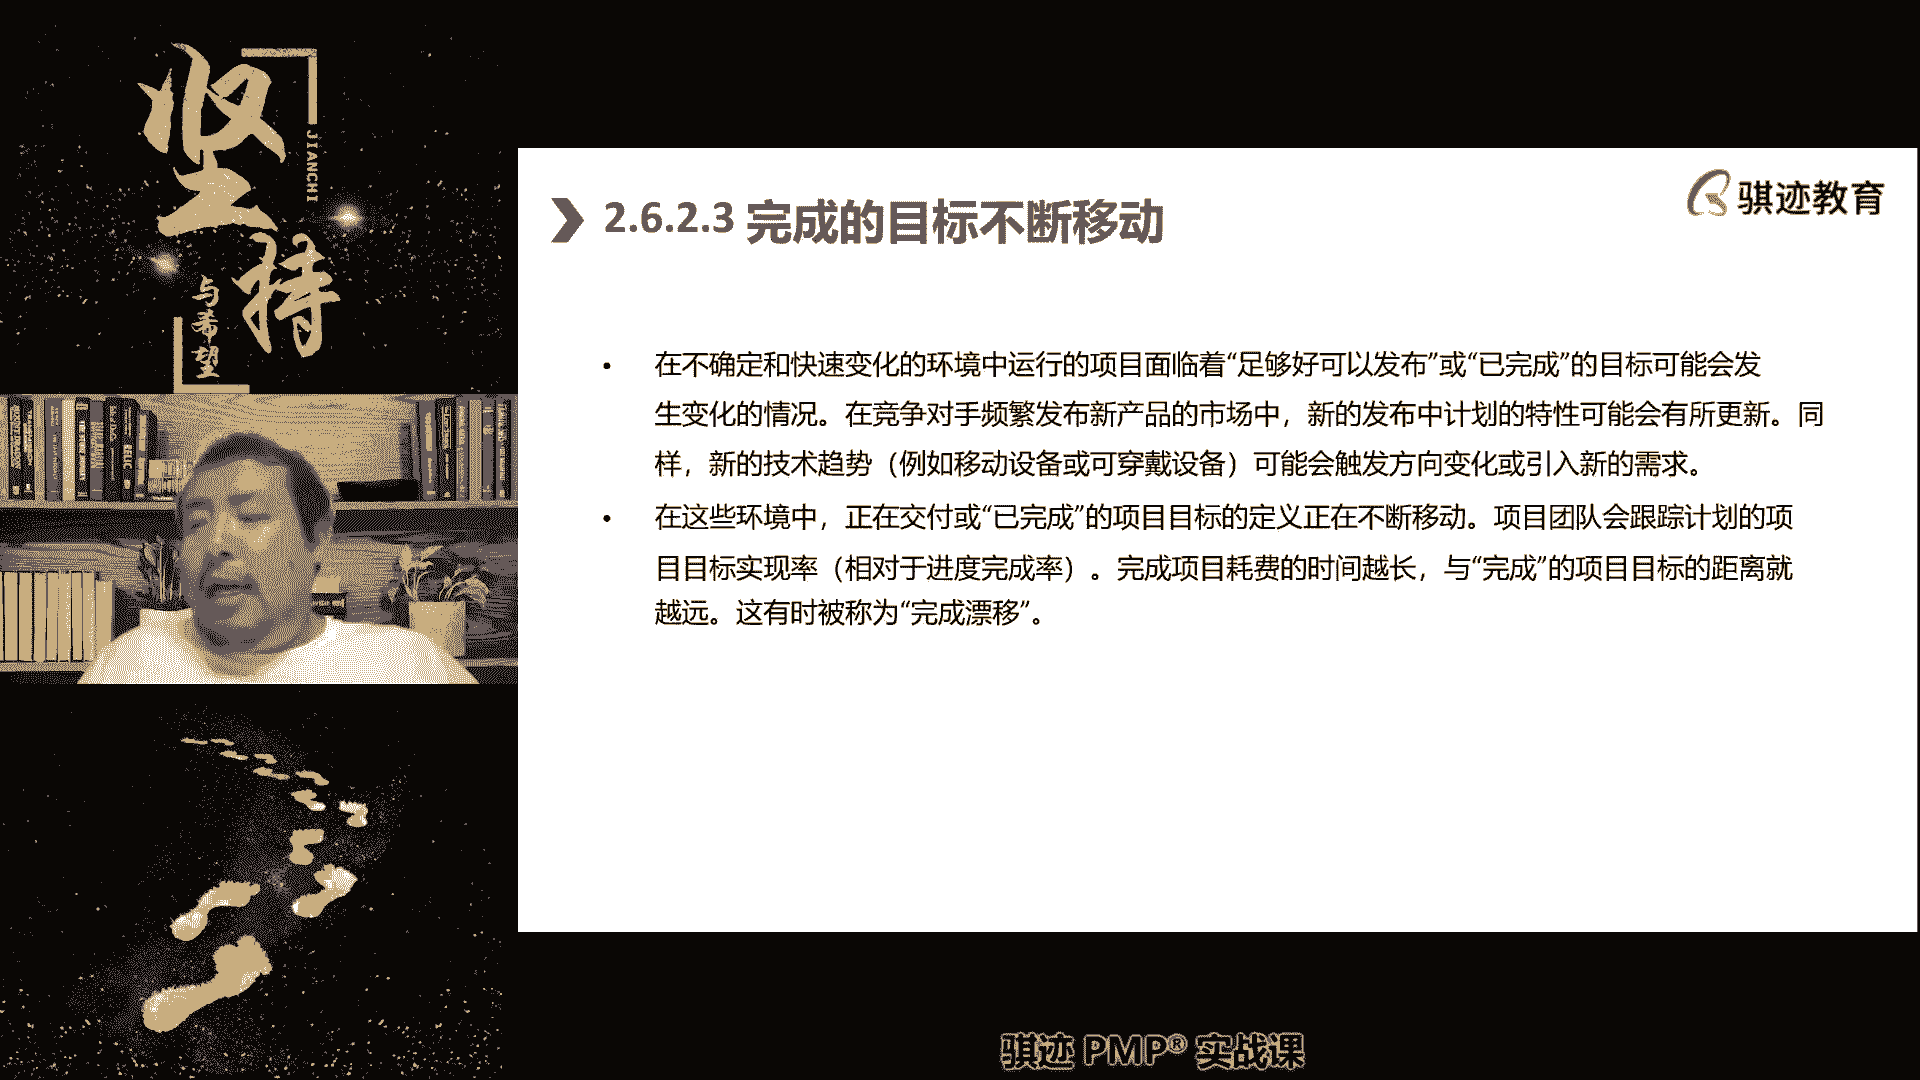 坚持
JIANCHI
与希望
骐迹教育
2.6.2.3 完成的目标不断移动
• 在不确定和快速变化的环境中运行的项目面临着“足够好可以发布”或“已完成”的目标可能会发
生变化的情况。在竞争对手频繁发布新产品的市场中，新的发布中计划的特性可能会有所更新。同
样，新的技术趋势（例如移动设备或可穿戴设备）可能会触发方向变化或引入新的需求。
• 在这些环境中，正在交付或“已完成”的项目目标的定义正在不断移动。项目团队会跟踪计划的项
目目标实现率（相对于进度完成率）。完成项目耗费的时间越长，与“完成”的项目目标的距离就
越远。这有时被称为“完成漂移”。
骐迹 PMP® 实战课